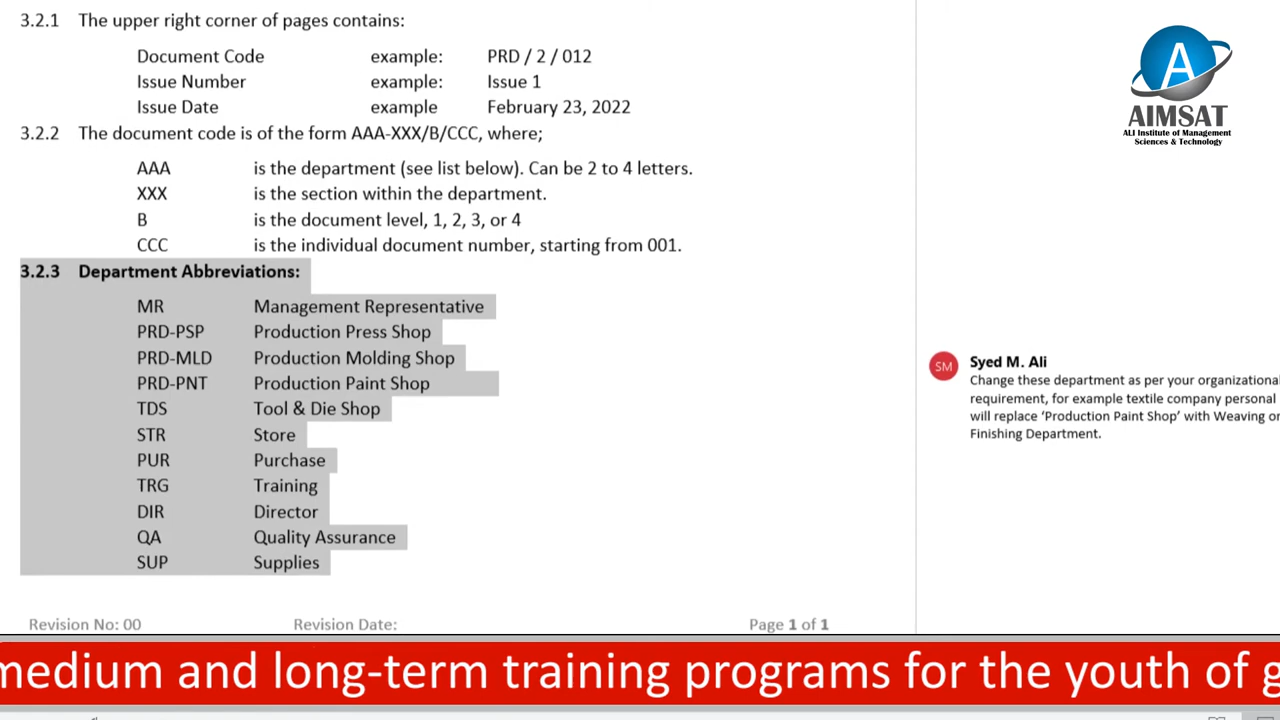 3.2.1 The upper right corner of pages contains:
Document Code example: PRD / 2 / 012
Issue Number example: Issue 1
Issue Date example February 23, 2022
3.2.2 The document code is of the form AAA-XXX/B/CCC, where;
AAA is the department (see list below). Can be 2 to 4 letters.
XXX is the section within the department.
B is the document level, 1, 2, 3, or 4
CCC is the individual document number, starting from 001.
3.2.3 Department Abbreviations:
MR Management Representative
PRD-PSP Production Press Shop
PRD-MLD Production Molding Shop
PRD-PNT Production Paint Shop
TDS Tool & Die Shop
STR Store
PUR Purchase
TRG Training
DIR Director
QA Quality Assurance
SUP Supplies
Revision No: 00 Revision Date: Page 1 of 1
A
AIMSAT
ALI Institute of Management
Sciences & Technology
SM Syed M. Ali
Change these department as per your organizational
requirement, for example textile company personal
will replace ‘Production Paint Shop’ with Weaving or
Finishing Department.
medium and long-term training programs for the youth of g